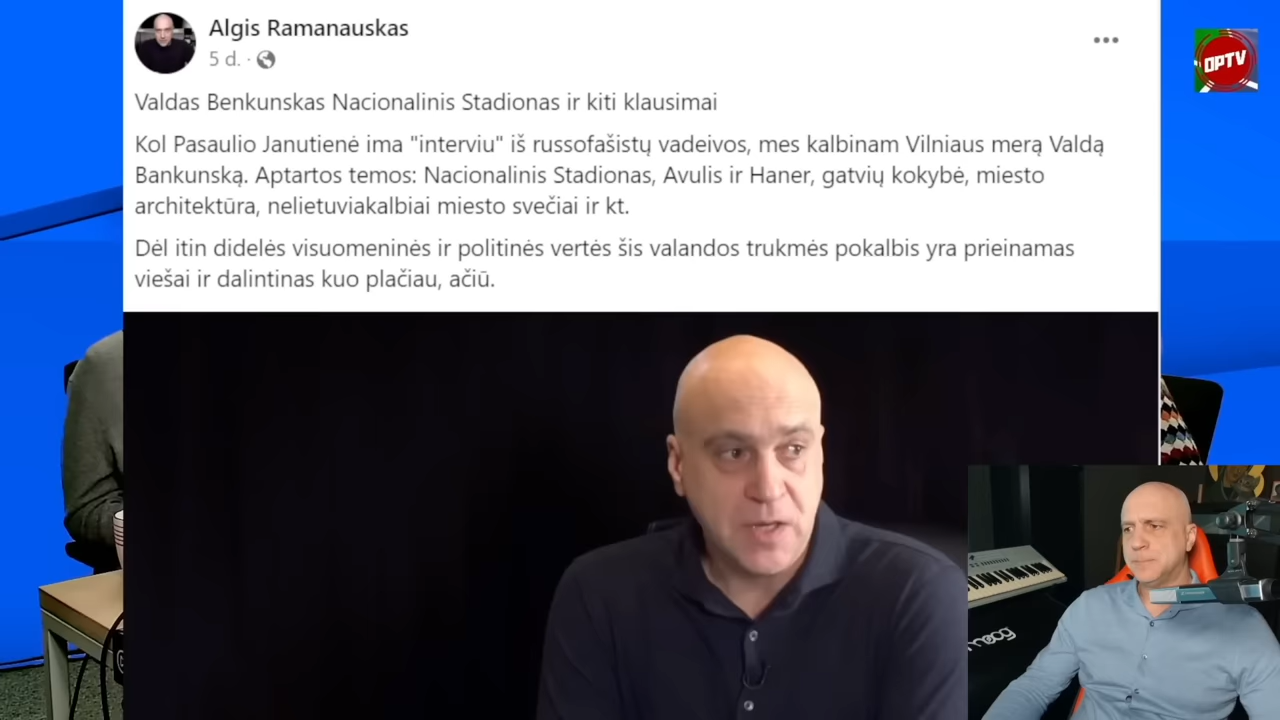 Algis Ramanauskas
5 d. ·
OPTV
Valdas Benkunskas Nacionalinis Stadionas ir kiti klausimai
Kol Pasaulio Janutienė ima "interviu" iš russofašistų vadeivos, mes kalbinam Vilniaus merą Valdą
Bankunską. Aptartos temos: Nacionalinis Stadionas, Avulis ir Haner, gatvių kokybė, miesto
architektūra, nelietuviakalbiai miesto svečiai ir kt.
Dėl itin didelės visuomeninės ir politinės vertės šis valandos trukmės pokalbis yra prieinamas
viešai ir dalintinas kuo plačiau, ačiū.
moog